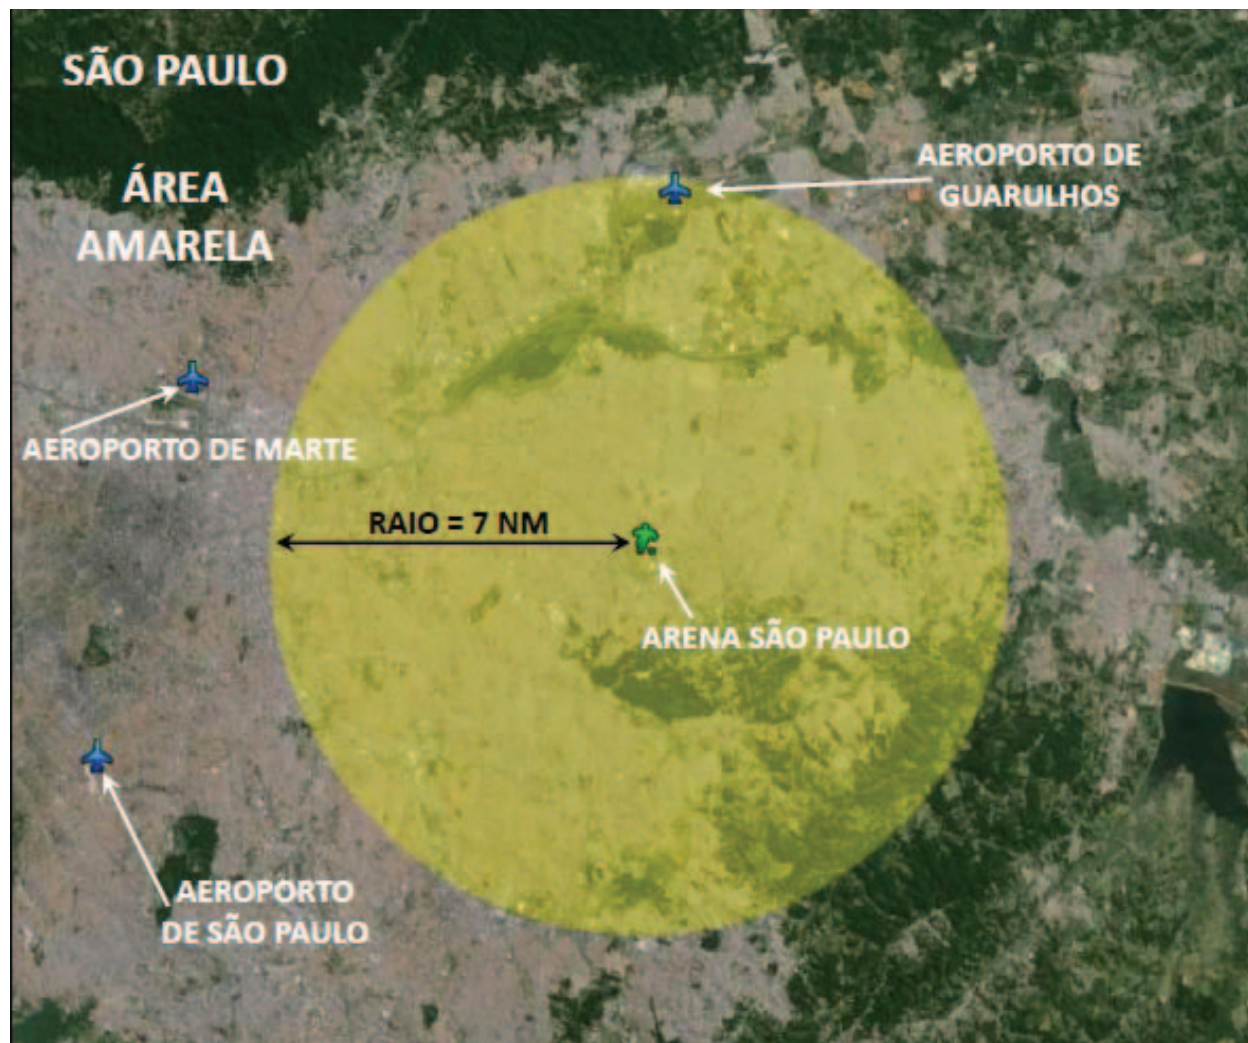 SÃO PAULO
ÁREA
AMARELA
AEROPORTO DE
GUARULHOS
AEROPORTO DE MARTE
RAIO = 7 NM
ARENA SÃO PAULO
AEROPORTO
DE SÃO PAULO